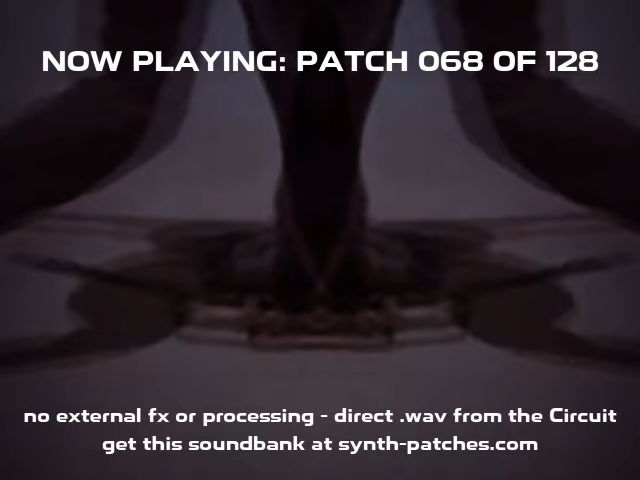 NOW PLAYING: PATCH 068 OF 128
no external fx or processing - direct .wav from the Circuit
get this soundbank at synth-patches.com